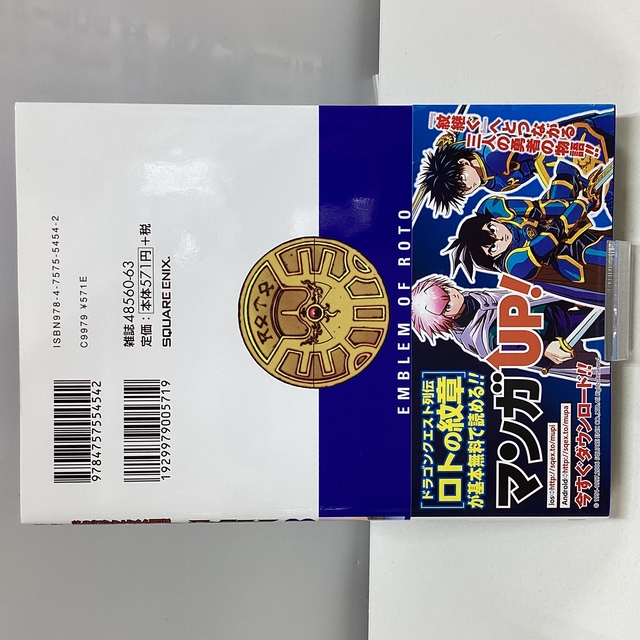 ISBN978-4-7575-5454-2
C9979 ¥571E
雑誌 48560-63
定価:本体571円+税
SQUARE ENIX.
9784757554542
1929979005719
EMBLEM OF ROTO
『紋継ぐ』へとつながる
三人の勇者の物語!!
ドラゴンクエスト列伝
ロトの紋章
が基本無料で読める!!
マンガUP!
ios⇨http://sqex.to/mupi
Android⇨http://sqex.to/mupa
今すぐダウンロード!!